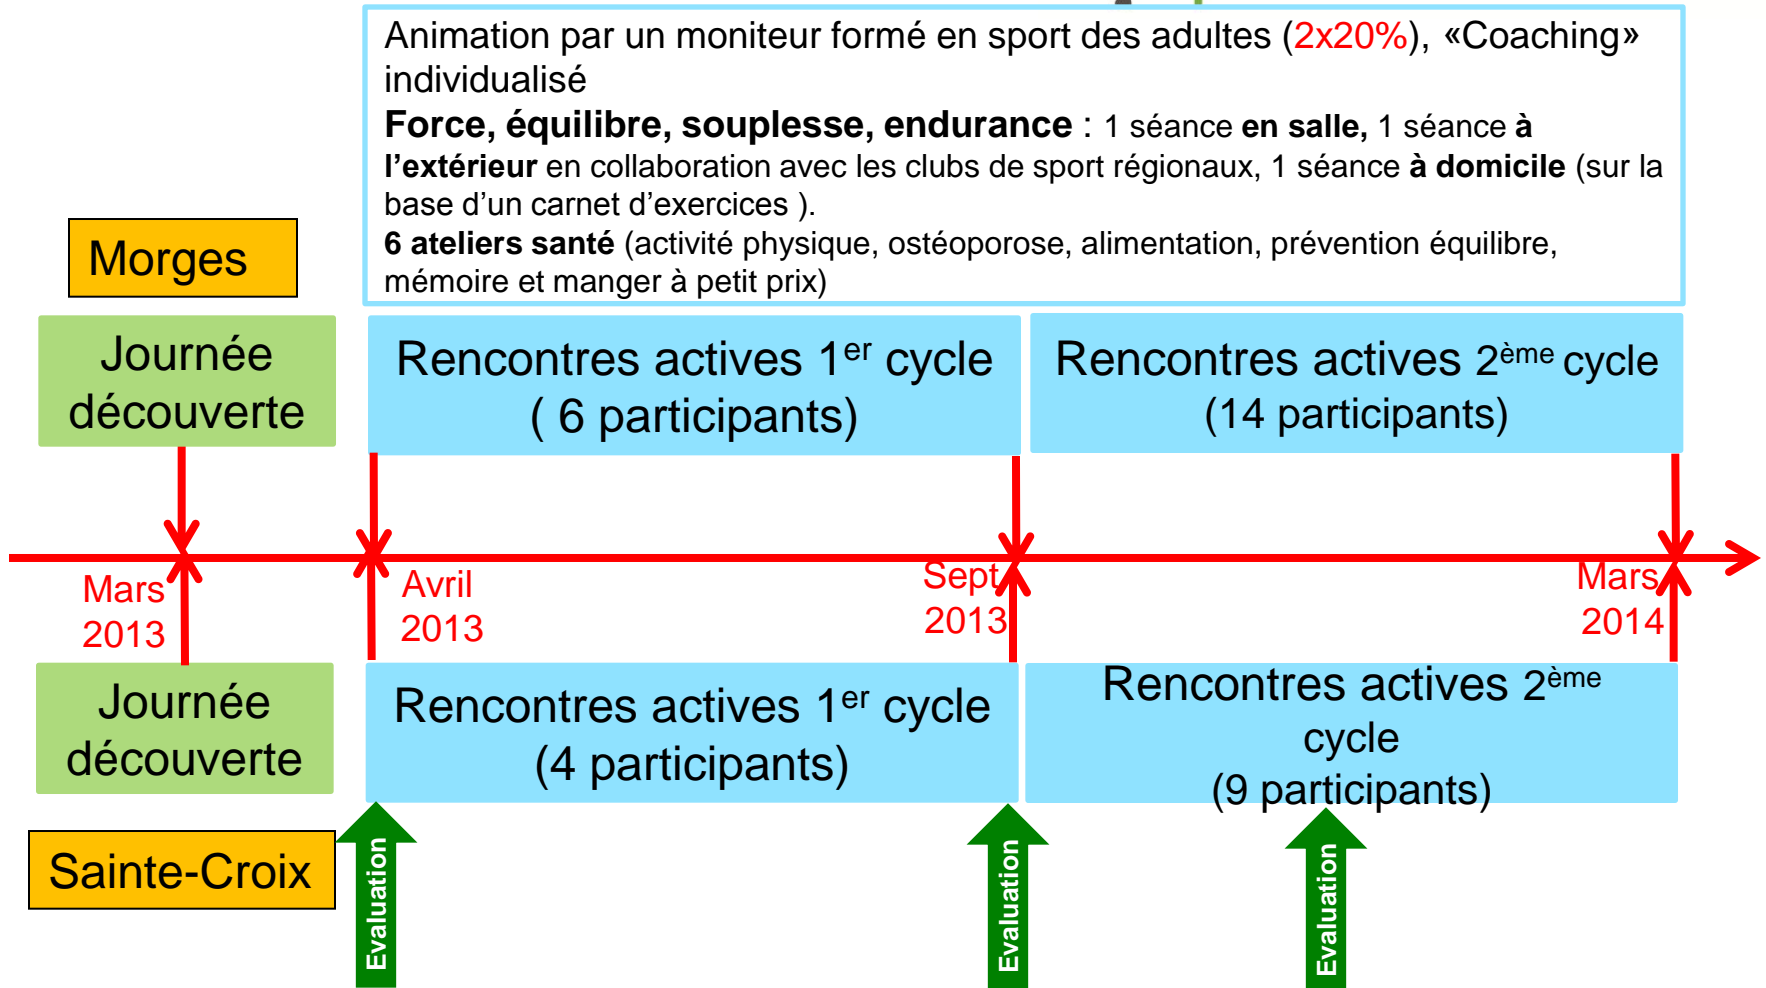 Animation par un moniteur formé en sport des adultes (2x20%), «Coaching»
individualisé
Force, équilibre, souplesse, endurance : 1 séance en salle, 1 séance à
l’extérieur en collaboration avec les clubs de sport régionaux, 1 séance à domicile (sur la
base d’un carnet d’exercices ).
6 ateliers santé (activité physique, ostéoporose, alimentation, prévention équilibre,
mémoire et manger à petit prix)
Morges
Journée
découverte
Rencontres actives 1er cycle
( 6 participants)
Rencontres actives 2ème cycle
(14 participants)
Mars
2013
Avril
2013
Sept
2013
Mars
2014
Journée
découverte
Rencontres actives 1er cycle
(4 participants)
Rencontres actives 2ème
cycle
(9 participants)
Sainte-Croix
Evaluation
Evaluation
Evaluation